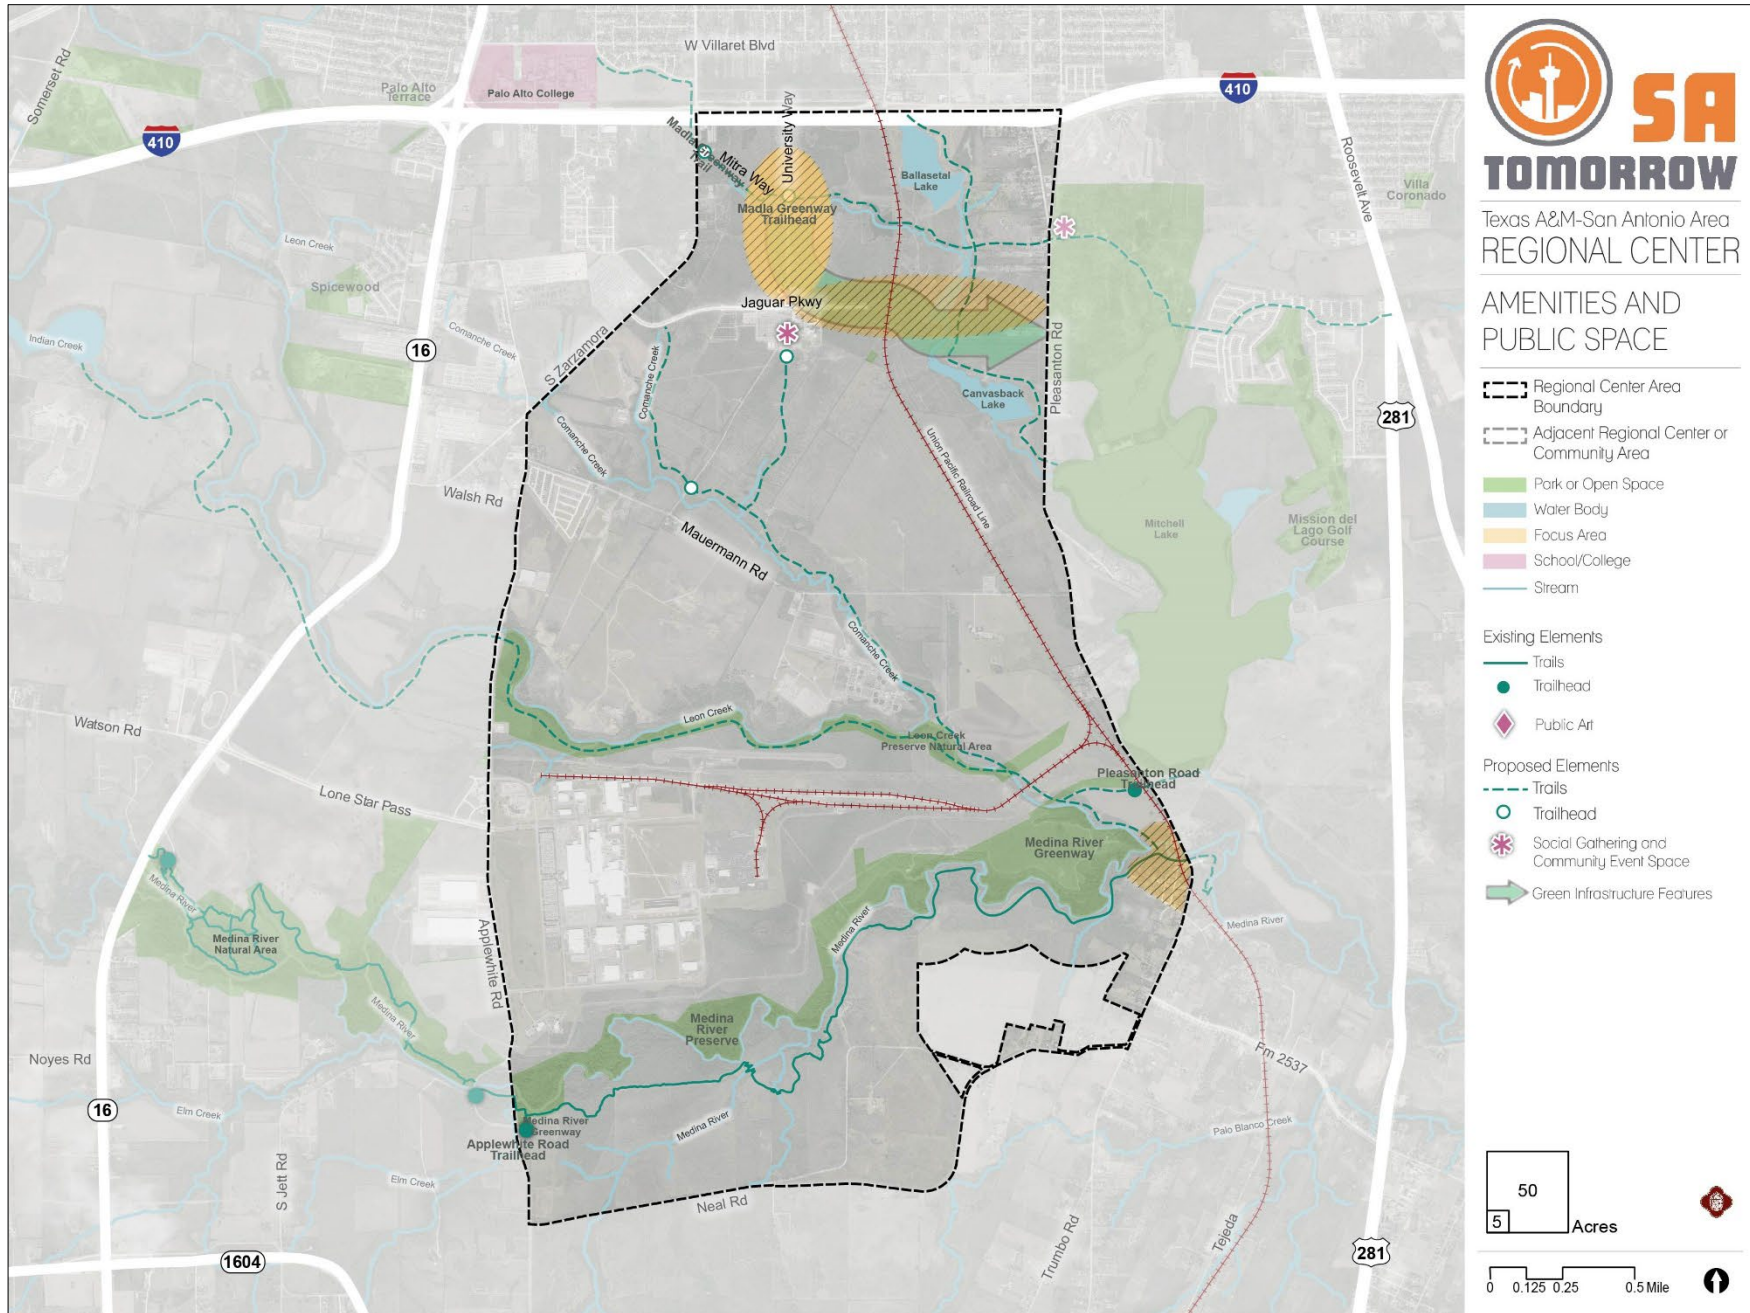 W Villaret Blvd
Somerset Rd
Palo Alto
Terrace
Palo Alto College
410
410
University Way
Madla Greenway
Trail
Mitra Way
Ballasetal
Lake
Roosevelt Ave
Villa
Coronado
Madla Greenway
Trailhead
Leon Creek
Spicewood
Jaguar Pkwy
Indian Creek
Comanche Creek
16
S Zarzamora
Comanche Creek
Pleasanton Rd
Canvasback
Lake
281
Comanche Creek
Union Pacific Railroad Line
Walsh Rd
Mauermann Rd
Mitchell
Lake
Mission del
Lago Golf
Course
Comanche Creek
Leon Creek
Leon Creek
Preserve Natural Area
Watson Rd
Lone Star Pass
Pleasanton Road
Trailhead
Medina River
Greenway
Medina River
Medina River
Natural Area
Applewhite Rd
Medina River
Medina River
Medina River
Medina
River
Preserve
Noyes Rd
Fm 2537
16
Elm Creek
Medina River
Greenway
Applewhite Road
Trailhead
Medina River
Palo Blanco Creek
S Jett Rd
Elm Creek
Neal Rd
Trumbo Rd
Tejeda
1604
281
SA
TOMORROW
Texas A&M-San Antonio Area
REGIONAL CENTER
AMENITIES AND
PUBLIC SPACE
Regional Center Area
Boundary
Adjacent Regional Center or
Community Area
Park or Open Space
Water Body
Focus Area
School/College
Stream
Existing Elements
Trails
Trailhead
Public Art
Proposed Elements
Trails
Trailhead
Social Gathering and
Community Event Space
Green Infrastructure Features
50
5
Acres
0 0.125 0.25 0.5 Mile